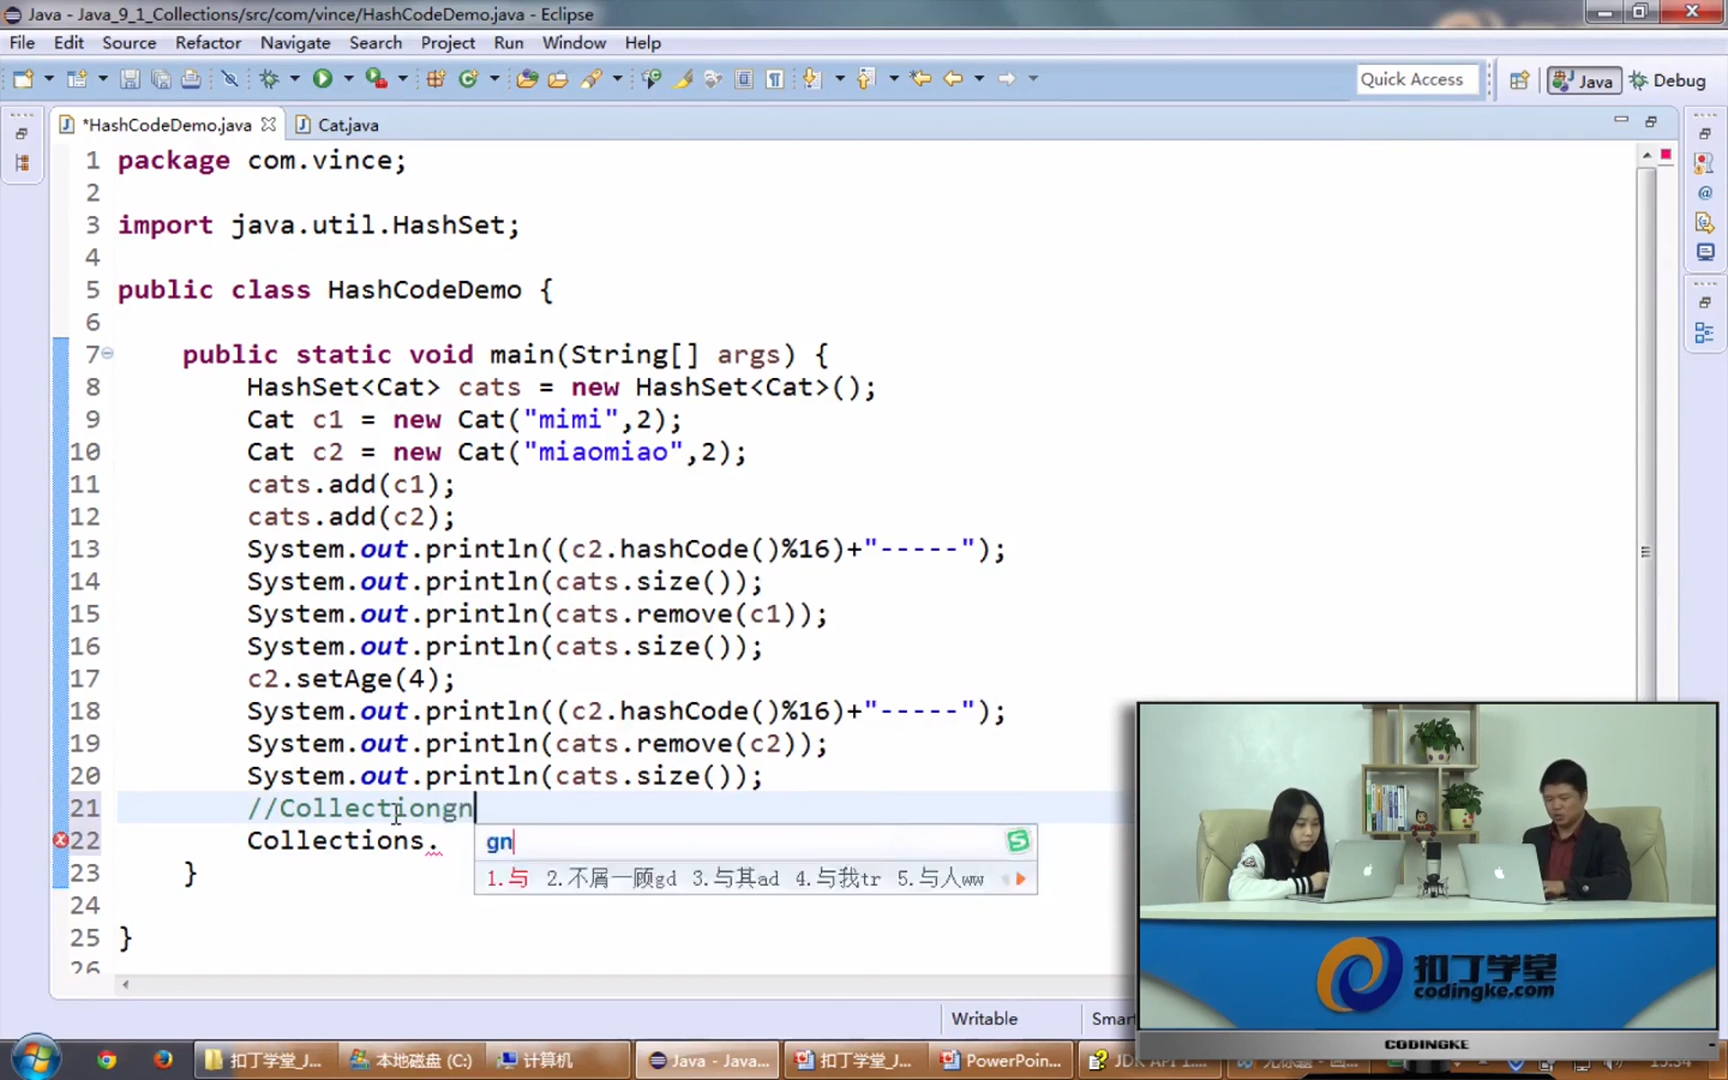 Java - Java_9_1_Collections/src/com/vince/HashCodeDemo.java - Eclipse
File Edit Source Refactor Navigate Search Project Run Window Help
Quick Access Java Debug
*HashCodeDemo.java Cat.java
1 package com.vince;
2
3 import java.util.HashSet;
4
5 public class HashCodeDemo {
6
7 public static void main(String[] args) {
8 HashSet<Cat> cats = new HashSet<Cat>();
9 Cat c1 = new Cat("mimi",2);
10 Cat c2 = new Cat("miaomiao",2);
11 cats.add(c1);
12 cats.add(c2);
13 System.out.println((c2.hashCode()%16)+"-----");
14 System.out.println(cats.size());
15 System.out.println(cats.remove(c1));
16 System.out.println(cats.size());
17 c2.setAge(4);
18 System.out.println((c2.hashCode()%16)+"-----");
19 System.out.println(cats.remove(c2));
20 System.out.println(cats.size());
21 //Collectiongn
22 Collections.
gn
1.与 2.不屑一顾gd 3.与其ad 4.与我tr 5.与人ww
23 }
24
25 }
26
扣丁学堂
codingke.com
CODINGKE
Writable Smar
扣丁学堂_J... 本地磁盘 (C:) 计算机 Java - Java... 扣丁学堂_J... PowerPoin... JDK API 1... 15:34